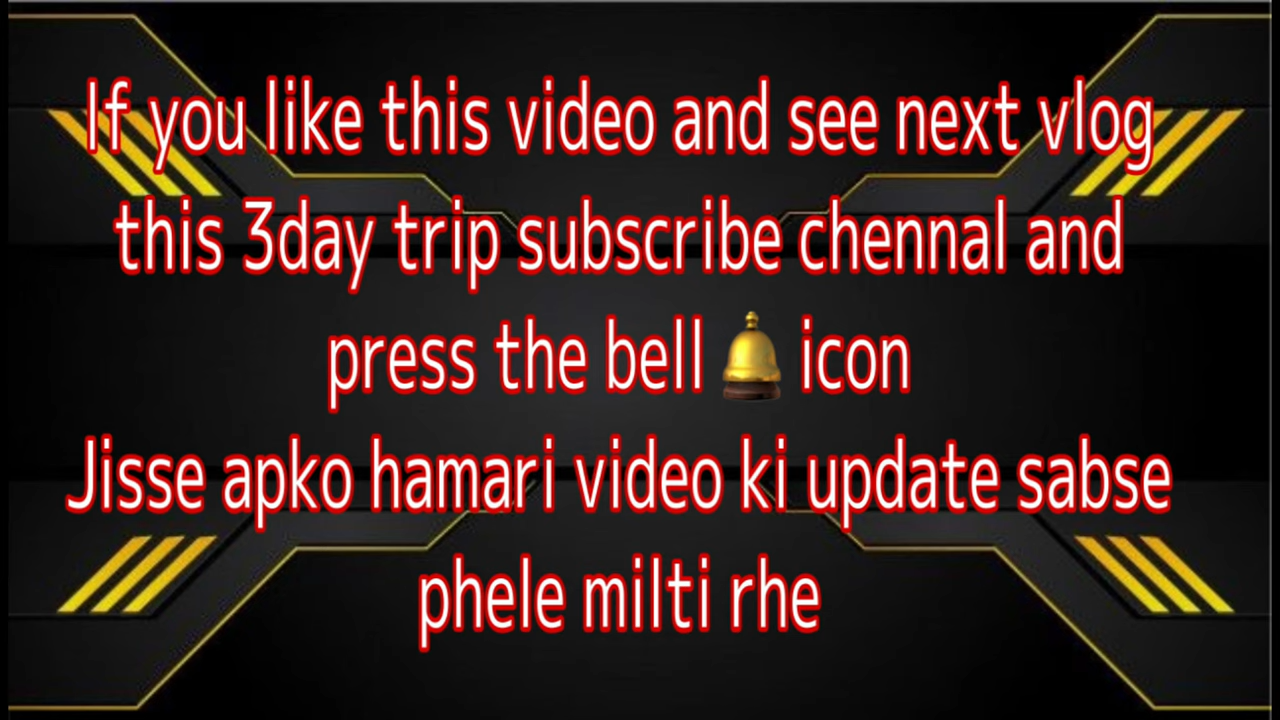 If you like this video and see next vlog
this 3day trip subscribe chennal and
press the bell🔔icon
Jisse apko hamari video ki update sabse
phele milti rhe